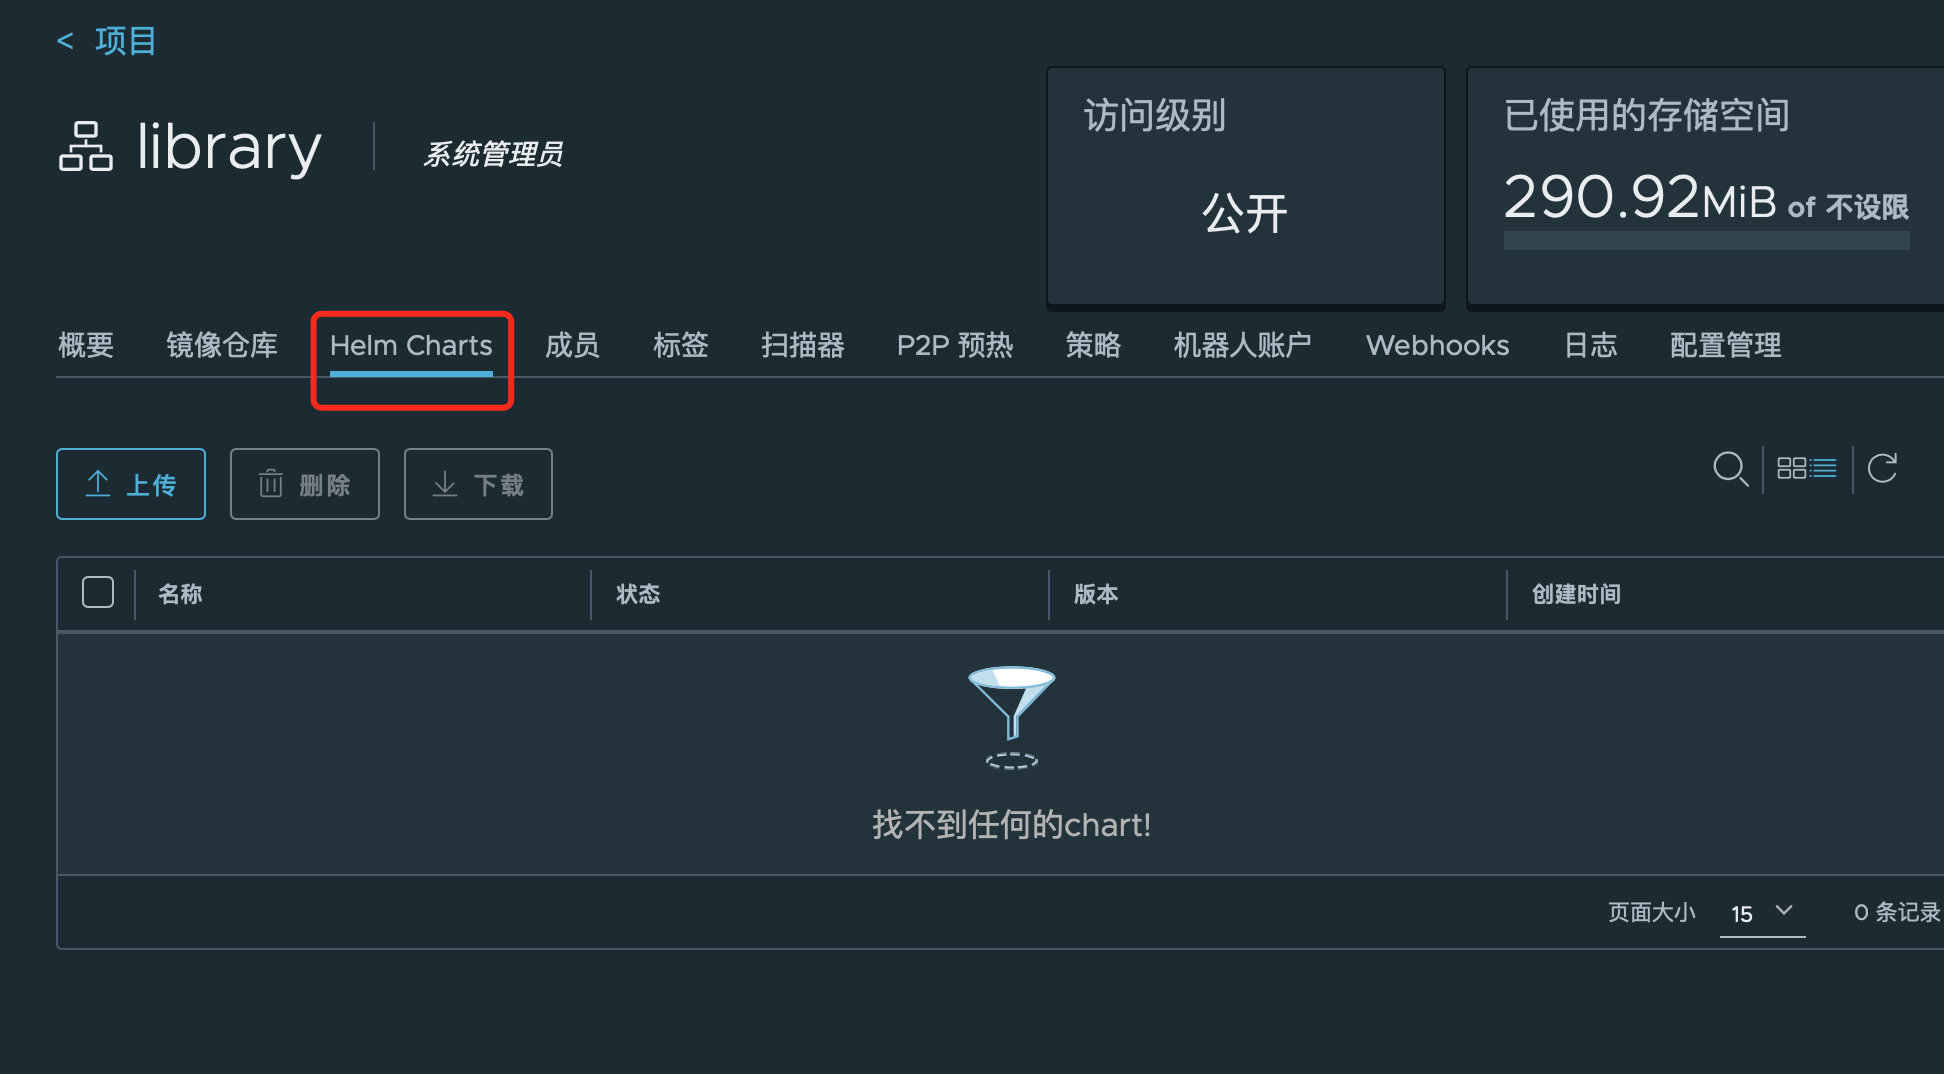 < 项目
library 系统管理员
访问级别
公开
已使用的存储空间
290.92MiB of 不设限
概要 镜像仓库 Helm Charts 成员 标签 扫描器 P2P 预热 策略 机器人账户 Webhooks 日志 配置管理
上传 删除 下载
名称 状态 版本 创建时间
找不到任何的chart!
页面大小 15 0 条记录